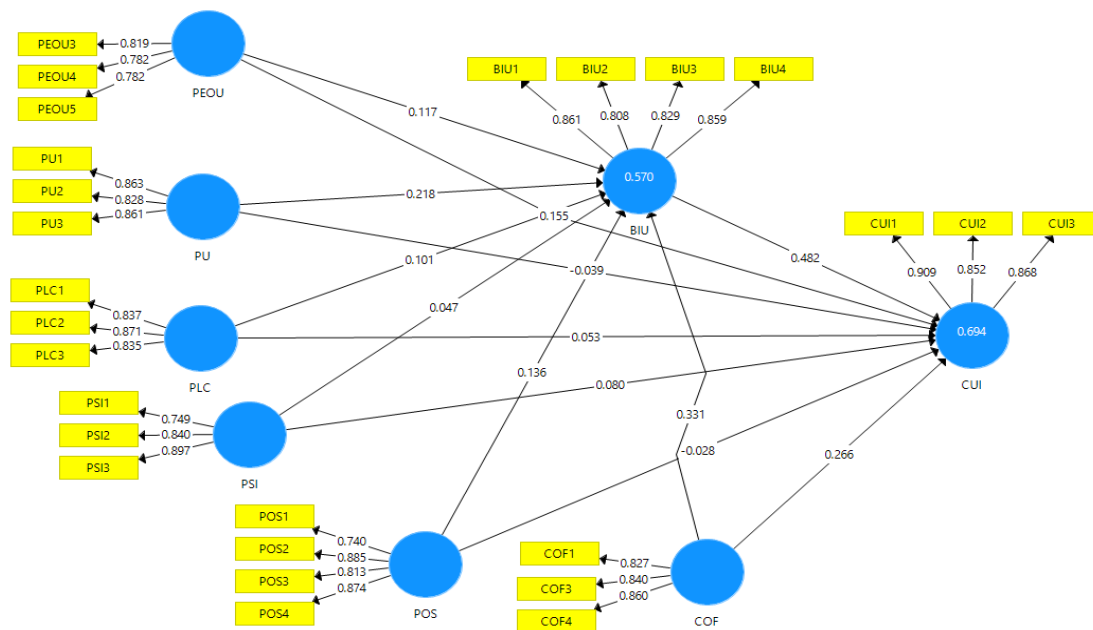 PEOU3
0.819
PEOU4
0.782
PEOU5
0.782
PEOU
BIU1
BIU2
BIU3
BIU4
0.861
0.808
0.829
0.859
0.117
PU1
0.863
PU2
0.828
PU3
0.861
PU
0.218
0.570
BIU
0.155
CUI1
CUI2
CUI3
0.909
0.852
0.868
0.482
-0.039
0.101
0.047
PLC1
0.837
PLC2
0.871
PLC3
0.835
PLC
0.053
0.694
CUI
0.136
0.080
PSI1
0.749
PSI2
0.840
PSI3
0.897
PSI
0.331
-0.028
0.266
POS1
0.740
POS2
0.885
POS3
0.813
POS4
0.874
POS
COF1
0.827
COF3
0.840
COF4
0.860
COF